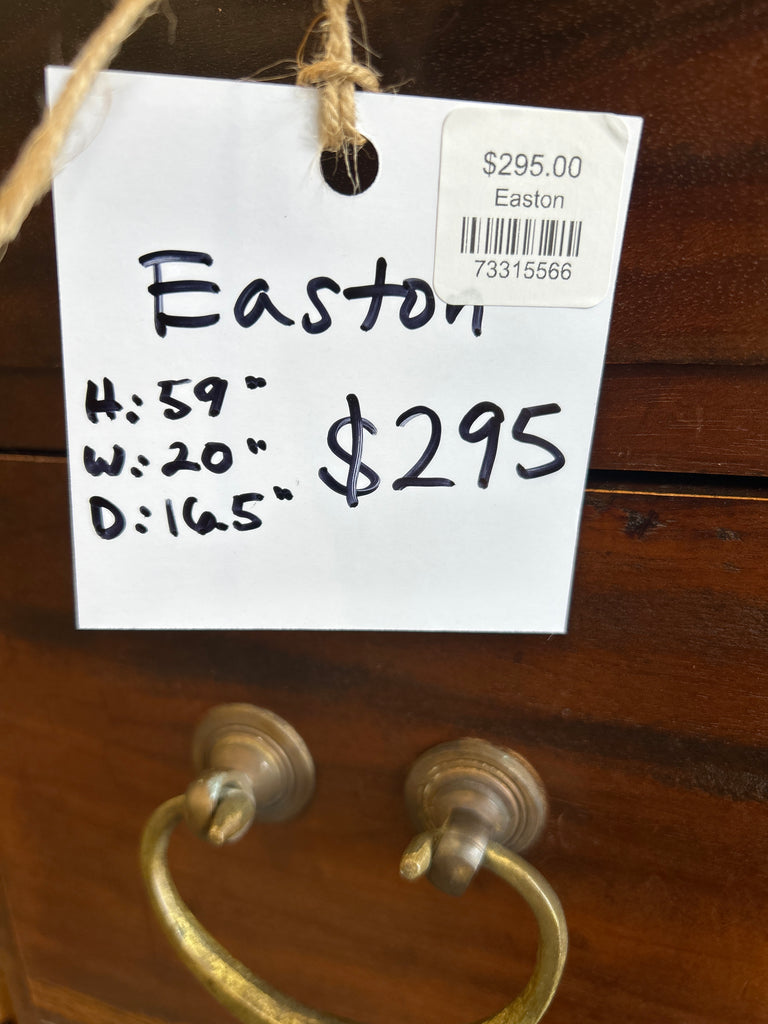 $295.00
Easton
73315566
Easton
H: 59"
W: 20"
D: 16.5"
$295